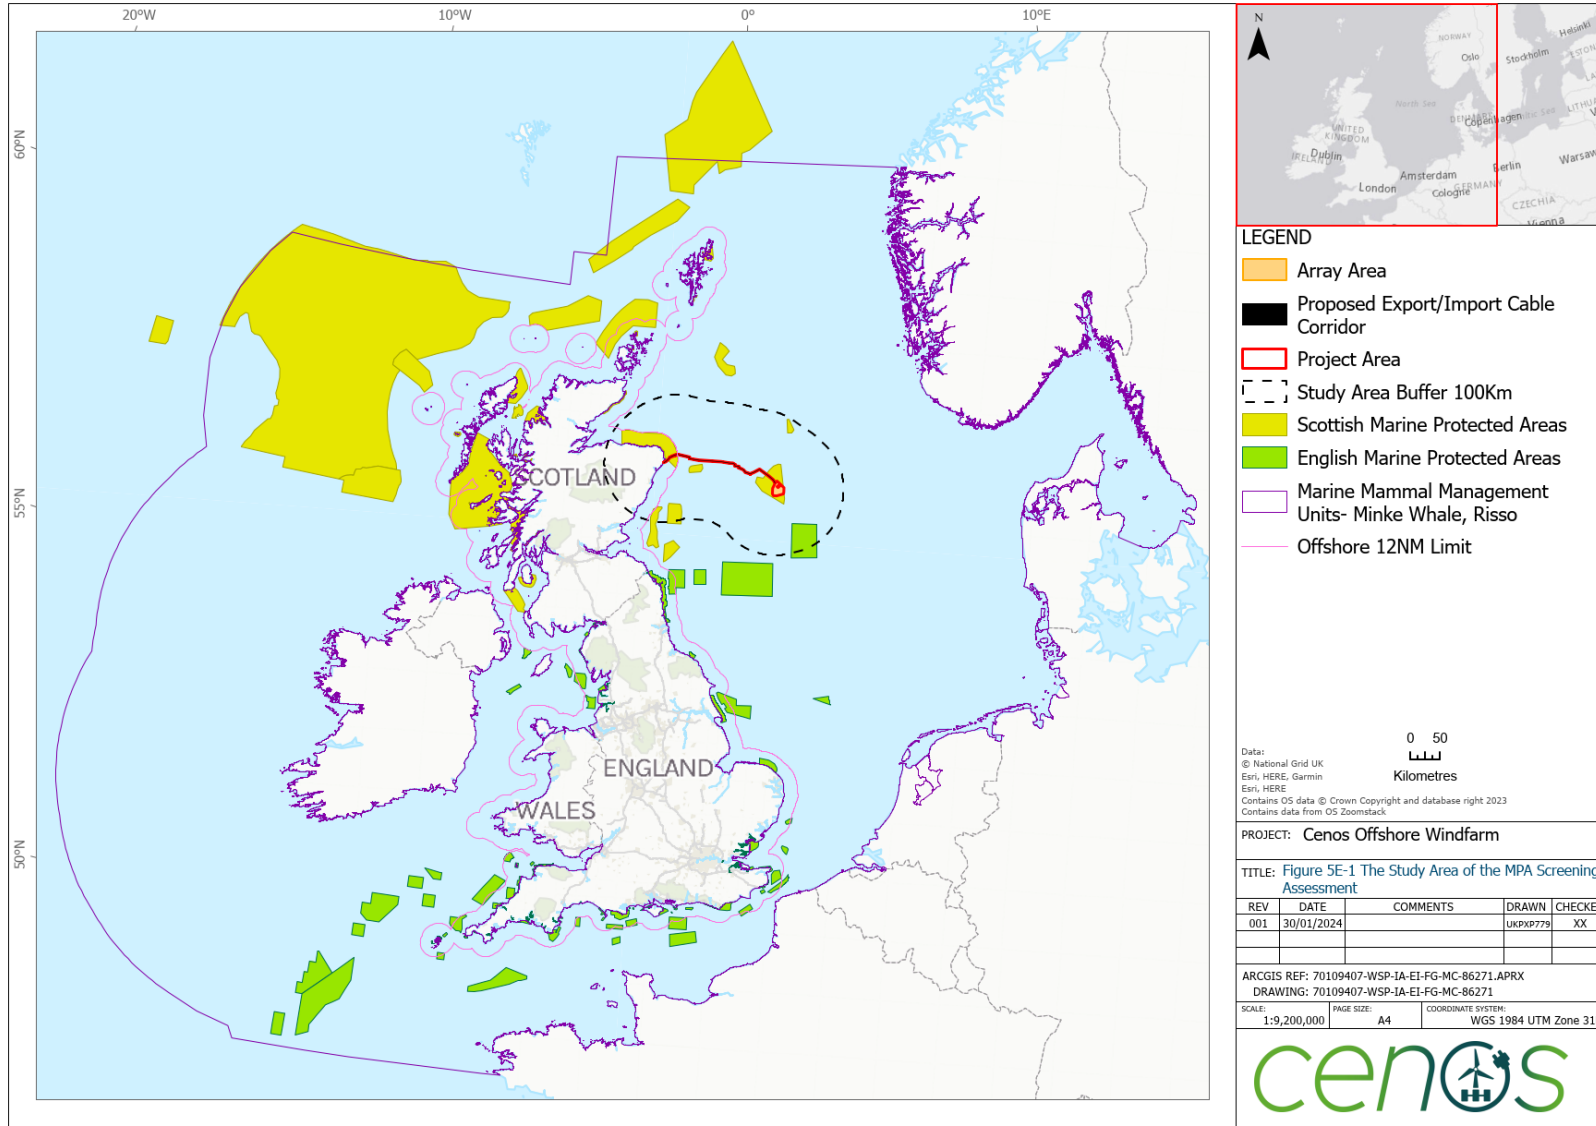 20°W
10°W
0°
10°E
60°N
55°N
50°N
SCOTLAND
ENGLAND
WALES
N
NORWAY
Oslo
Stockholm
Helsinki
North Sea
DENMARK
Copenhagen
UNITED
KINGDOM
IRELAND
Dublin
London
Amsterdam
Cologne
Berlin
GERMANY
Warsaw
CZECHIA
Vienna
LEGEND
Array Area
Proposed Export/Import Cable
Corridor
Project Area
Study Area Buffer 100Km
Scottish Marine Protected Areas
English Marine Protected Areas
Marine Mammal Management
Units- Minke Whale, Risso
Offshore 12NM Limit
0 50
Kilometres
Data:
© National Grid UK
Esri, HERE, Garmin
Esri, HERE
Contains OS data © Crown Copyright and database right 2023
Contains data from OS Zoomstack
PROJECT: Cenos Offshore Windfarm
TITLE: Figure 5E-1 The Study Area of the MPA Screening
Assessment
REV DATE COMMENTS DRAWN CHECKE
001 30/01/2024 UKPXP779 XX
ARCGIS REF: 70109407-WSP-IA-EI-FG-MC-86271.APRX
DRAWING: 70109407-WSP-IA-EI-FG-MC-86271
SCALE: PAGE SIZE: COORDINATE SYSTEM:
1:9,200,000 A4 WGS 1984 UTM Zone 31
cenos